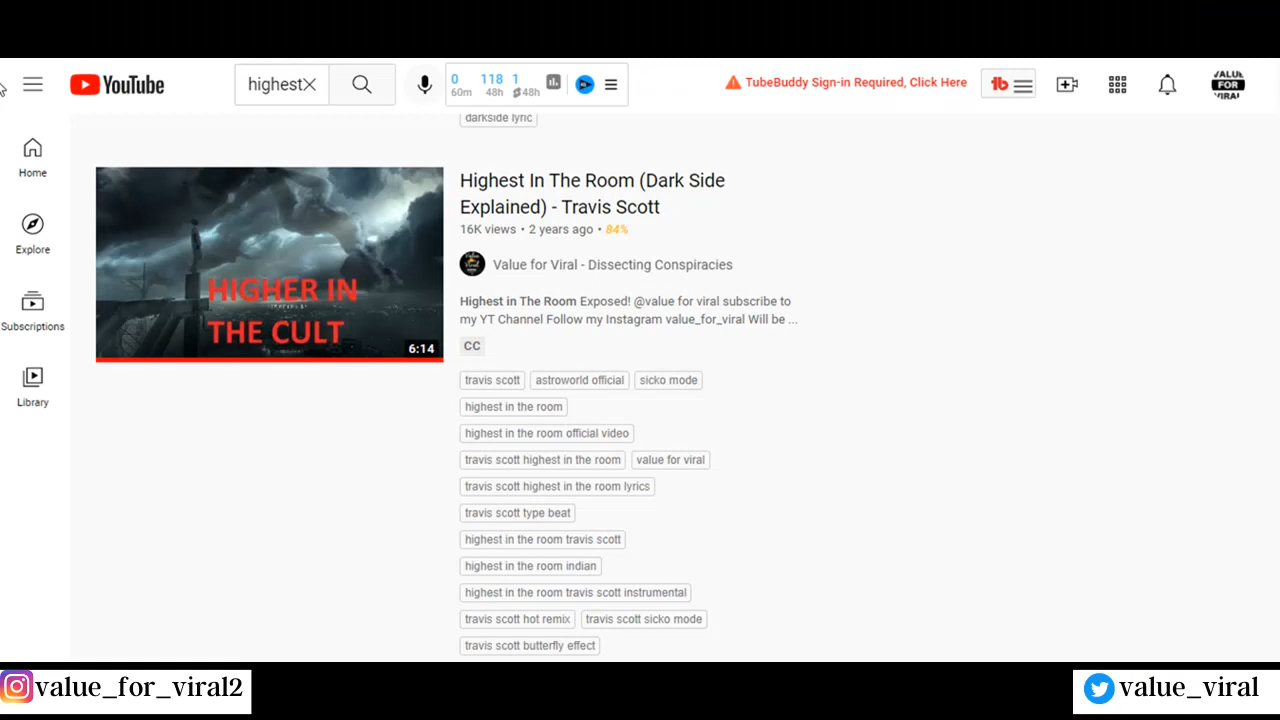 YouTube
highest
0 118 1
60m 48h 48h
TubeBuddy Sign-in Required, Click Here
tb
VALUE
FOR
VIRAL
Home
Explore
Subscriptions
Library
darkside lyric
HIGHER IN
THE CULT
6:14
Highest In The Room (Dark Side
Explained) - Travis Scott
16K views • 2 years ago • 84%
Value for Viral - Dissecting Conspiracies
Highest in The Room Exposed! @value for viral subscribe to
my YT Channel Follow my Instagram value_for_viral Will be ...
CC
travis scott astroworld official sicko mode
highest in the room
highest in the room official video
travis scott highest in the room value for viral
travis scott highest in the room lyrics
travis scott type beat
highest in the room travis scott
highest in the room indian
highest in the room travis scott instrumental
travis scott hot remix travis scott sicko mode
travis scott butterfly effect
value_for_viral2
value_viral